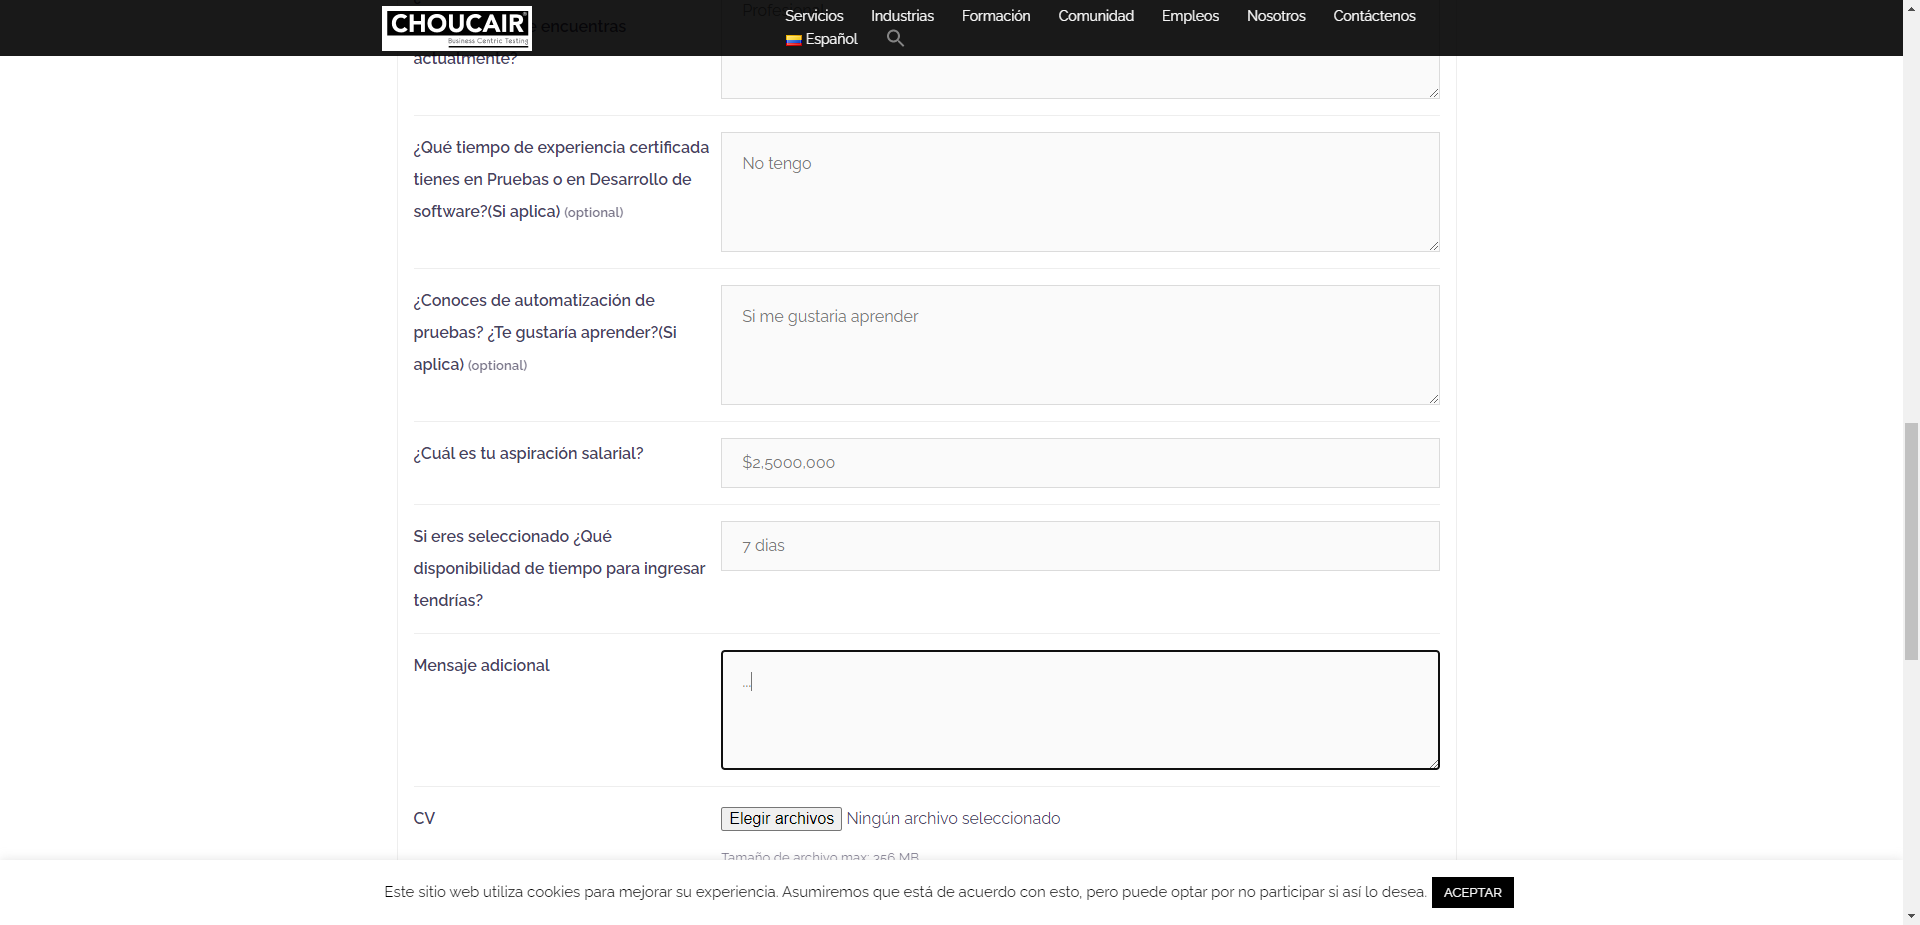 CHOUCAIR
Business Centric Testing
Servicios Industrias Formación Comunidad Empleos Nosotros Contáctenos
Español
encuentras
actualmente?
¿Qué tiempo de experiencia certificada
tienes en Pruebas o en Desarrollo de
software?(Si aplica) (optional)
No tengo
¿Conoces de automatización de
pruebas? ¿Te gustaría aprender?(Si
aplica) (optional)
Si me gustaria aprender
¿Cuál es tu aspiración salarial?
$2,5000,000
Si eres seleccionado ¿Qué
disponibilidad de tiempo para ingresar
tendrías?
7 dias
Mensaje adicional
...
CV
Elegir archivos Ningún archivo seleccionado
Tamaño de archivo max: 256 MB
Este sitio web utiliza cookies para mejorar su experiencia. Asumiremos que está de acuerdo con esto, pero puede optar por no participar si así lo desea. ACEPTAR